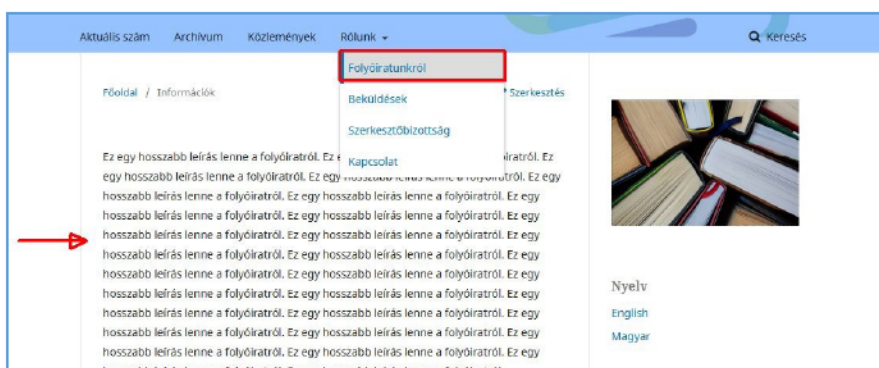 Aktuális szám Archívum Közlemények Rólunk Keresés
Folyóiratunkról
Főoldal / Információk
Beküldések
Szerkesztés
Szerkesztőbizottság
Kapcsolat
Ez egy hosszabb leírás lenne a folyóiratról. Ez Ez
egy hosszabb leírás lenne a folyóiratról. Ez egy hosszabb leírás lenne a folyóiratról. Ez egy
hosszabb leírás lenne a folyóiratról. Ez egy hosszabb leírás lenne a folyóiratról. Ez egy
hosszabb leírás lenne a folyóiratról. Ez egy hosszabb leírás lenne a folyóiratról. Ez egy
hosszabb leírás lenne a folyóiratról. Ez egy hosszabb leírás lenne a folyóiratról. Ez egy
hosszabb leírás lenne a folyóiratról. Ez egy hosszabb leírás lenne a folyóiratról. Ez egy
hosszabb leírás lenne a folyóiratról. Ez egy hosszabb leírás lenne a folyóiratról. Ez egy
hosszabb leírás lenne a folyóiratról. Ez egy hosszabb leírás lenne a folyóiratról. Ez egy
hosszabb leírás lenne a folyóiratról. Ez egy hosszabb leírás lenne a folyóiratról. Ez egy
hosszabb leírás lenne a folyóiratról. Ez egy hosszabb leírás lenne a folyóiratról. Ez egy
hosszabb leírás lenne a folyóiratról. Ez egy hosszabb leírás lenne a folyóiratról. Ez egy
Nyelv
English
Magyar